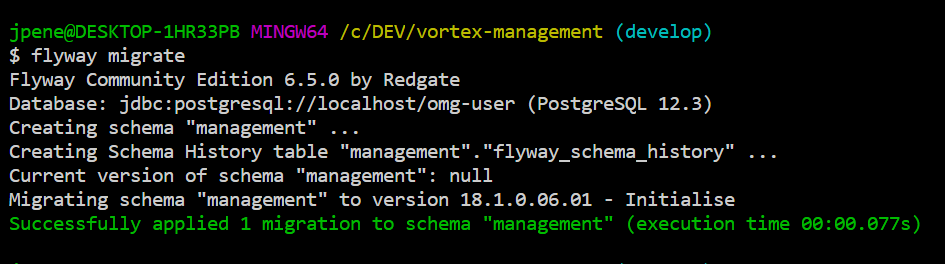 jpene@DESKTOP-1HR33PB MINGW64 /c/DEV/vortex-management (develop)
$ flyway migrate
Flyway Community Edition 6.5.0 by Redgate
Database: jdbc:postgresql://localhost/omg-user (PostgreSQL 12.3)
Creating schema "management" ...
Creating Schema History table "management"."flyway_schema_history" ...
Current version of schema "management": null
Migrating schema "management" to version 18.1.0.06.01 - Initialise
Successfully applied 1 migration to schema "management" (execution time 00:00.077s)